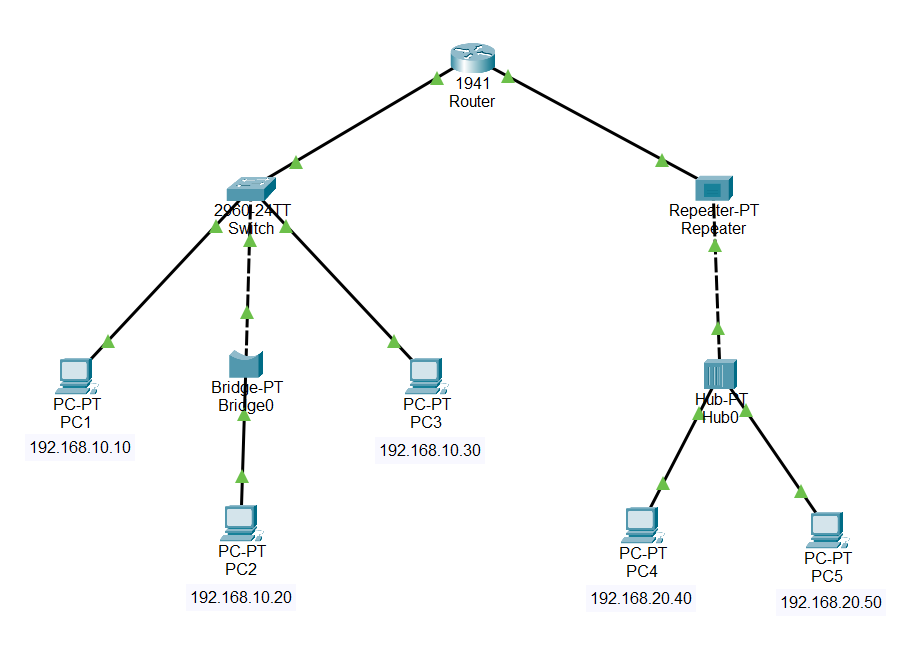 1941
Router
2960-24TT
Switch
Repeater-PT
Repeater
PC-PT
PC1
192.168.10.10
Bridge-PT
Bridge0
PC-PT
PC3
192.168.10.30
Hub-PT
Hub0
PC-PT
PC2
192.168.10.20
PC-PT
PC4
192.168.20.40
PC-PT
PC5
192.168.20.50